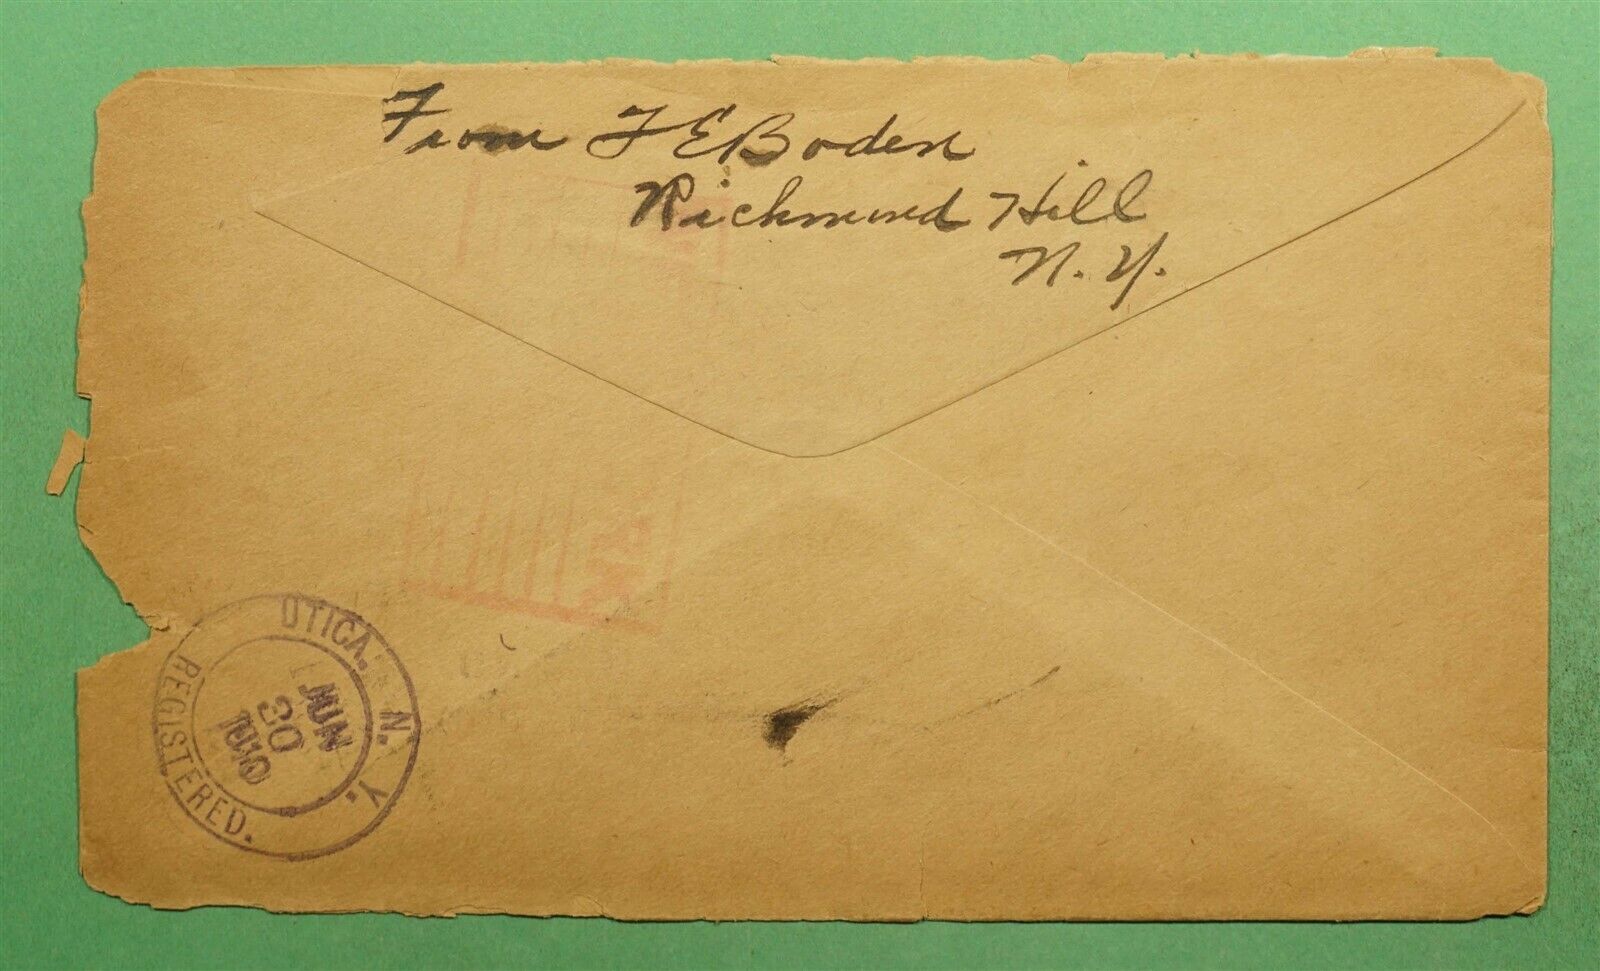 From F E Boden
Richmond Hill
N. Y.
UTICA. N. Y.
JUN
30
REGISTERED.